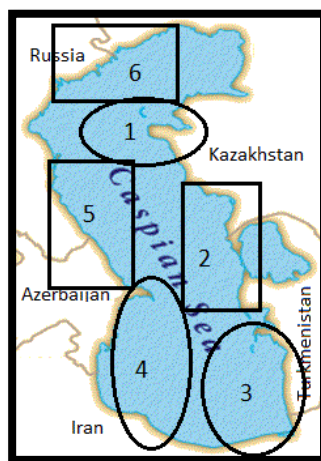 Russia
6
1
Kazakhstan
Caspian Sea
5
2
Azerbaijan
Turkmenistan
4
3
Iran